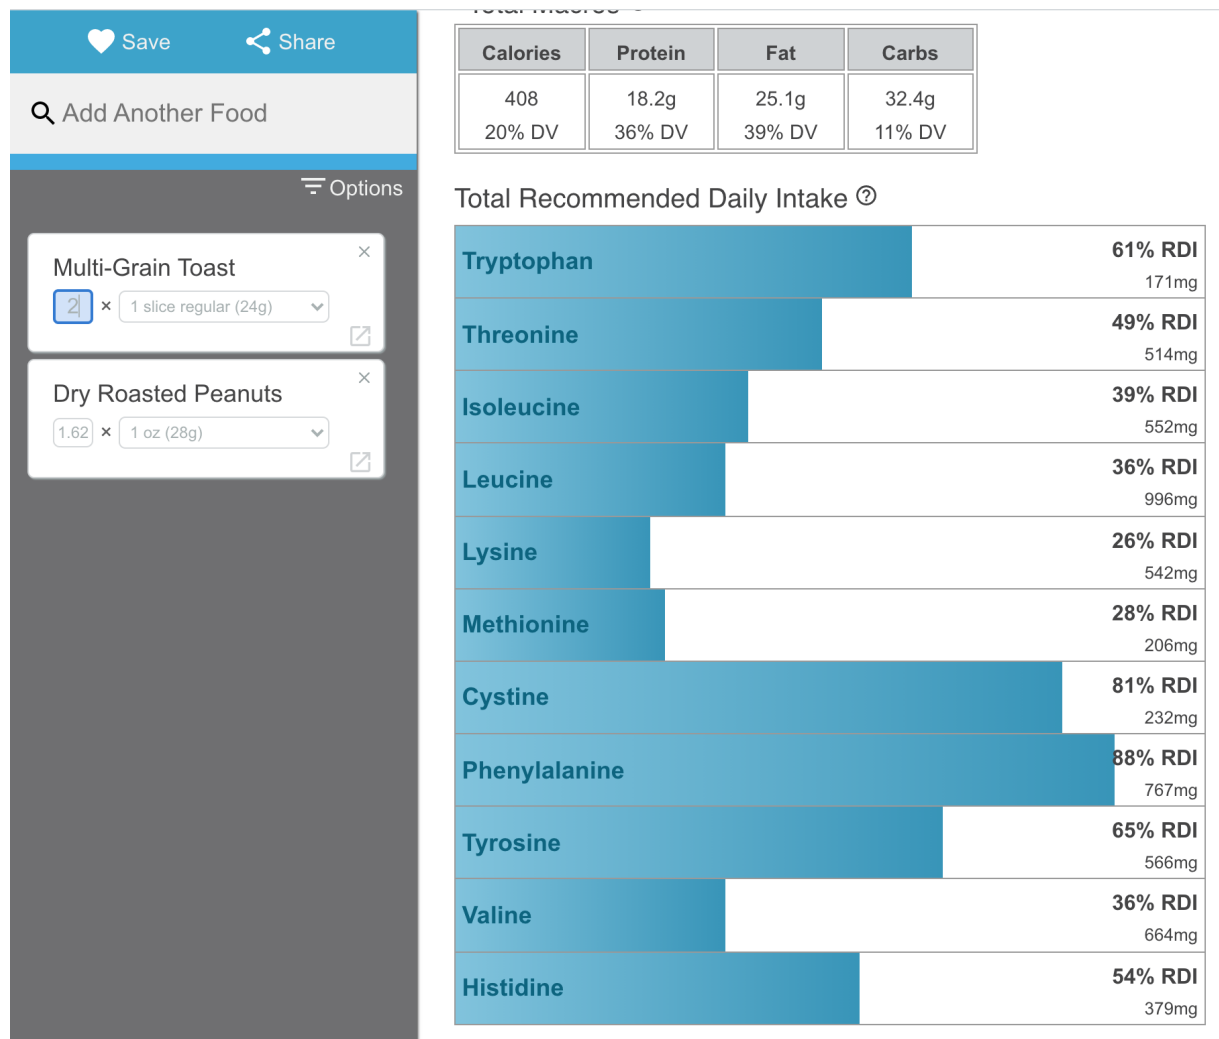 Save
Share
Add Another Food
Options
Multi-Grain Toast
2 × 1 slice regular (24g)
Dry Roasted Peanuts
1.62 × 1 oz (28g)
Total Macros
Calories Protein Fat Carbs
408 18.2g 25.1g 32.4g
20% DV 36% DV 39% DV 11% DV
Total Recommended Daily Intake
Tryptophan 61% RDI
171mg
Threonine 49% RDI
514mg
Isoleucine 39% RDI
552mg
Leucine 36% RDI
996mg
Lysine 26% RDI
542mg
Methionine 28% RDI
206mg
Cystine 81% RDI
232mg
Phenylalanine 88% RDI
767mg
Tyrosine 65% RDI
566mg
Valine 36% RDI
664mg
Histidine 54% RDI
379mg